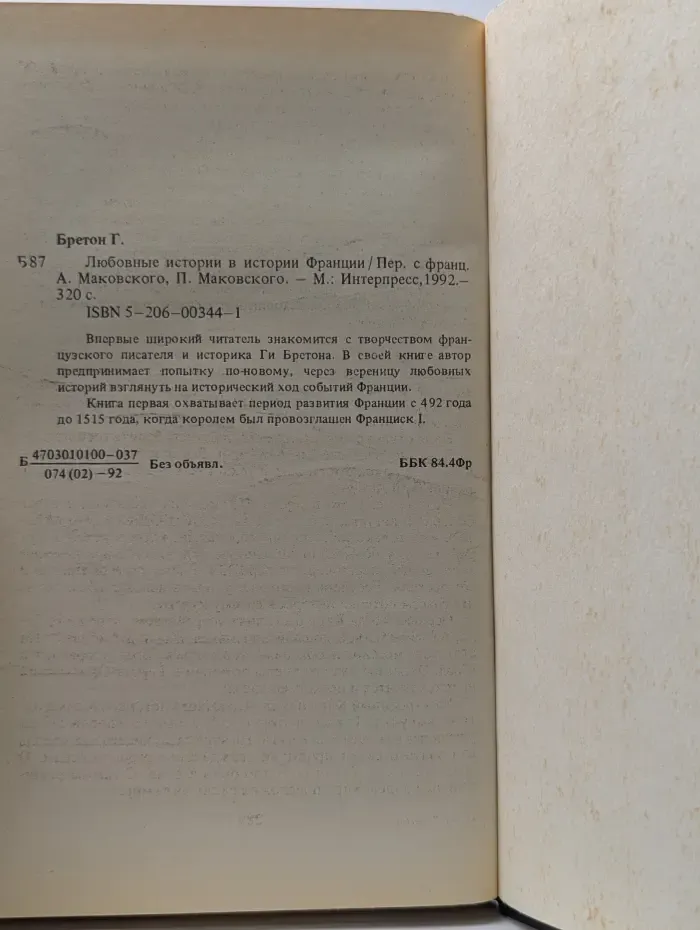 Бретон Г.
Б87 Любовные истории в истории Франции / Пер. с франц.
А. Маковского, П. Маковского. – М.: Интерпресс, 1992.–
320 с.
ISBN 5–206–00344–1
Впервые широкий читатель знакомится с творчеством фран-
цузского писателя и историка Ги Бретона. В своей книге автор
предпринимает попытку по-новому, через вереницу любовных
историй взглянуть на исторический ход событий Франции.
Книга первая охватывает период развития Франции с 492 года
до 1515 года, когда королем был провозглашен Франциск I.
Б 4703010100–037
074(02)–92 Без объявл. ББК 84.4Фр